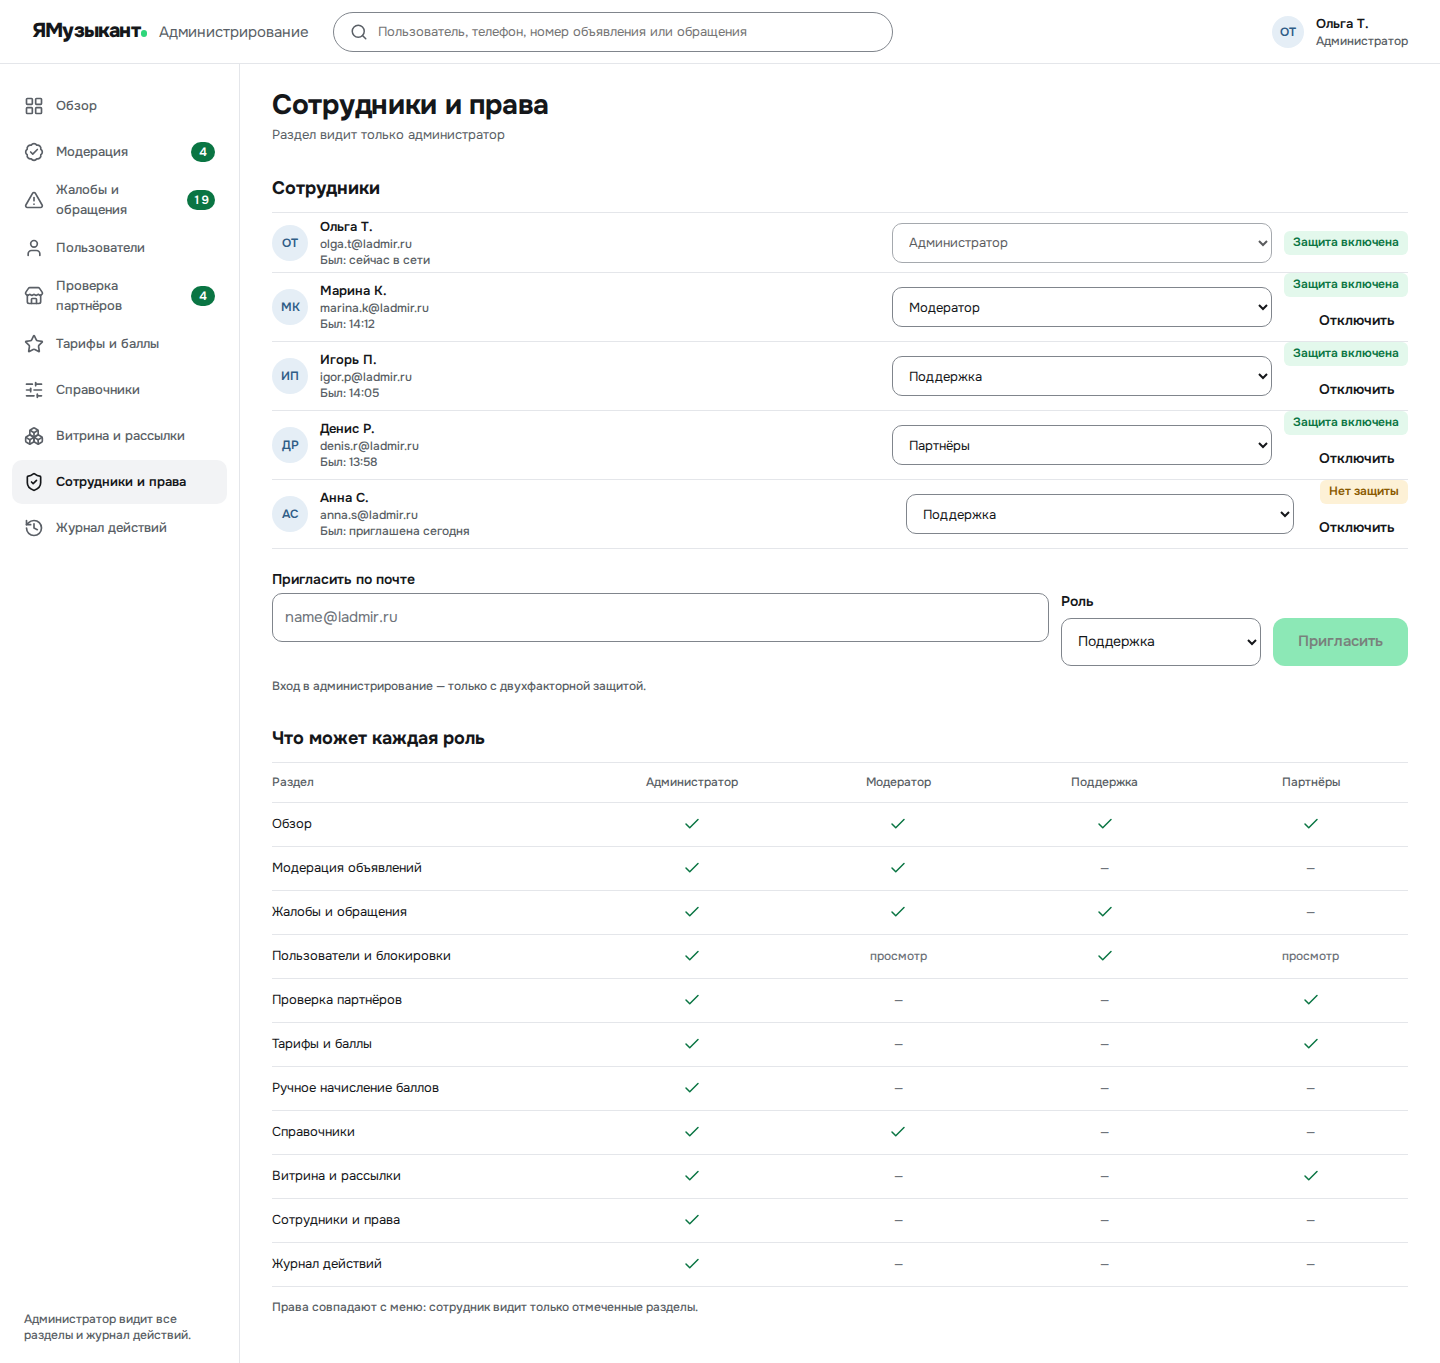 ЯМузыкант
Администрирование
Пользователь, телефон, номер объявления или обращения
ОТ
Ольга Т.
Администратор
Обзор
Модерация 4
Жалобы и обращения 19
Пользователи
Проверка партнёров 4
Тарифы и баллы
Справочники
Витрина и рассылки
Сотрудники и права
Журнал действий
Администратор видит все
разделы и журнал действий.
Сотрудники и права
Раздел видит только администратор
Сотрудники
ОТ
Ольга Т.
olga.t@ladmir.ru
Был: сейчас в сети
Администратор
Защита включена
МК
Марина К.
marina.k@ladmir.ru
Был: 14:12
Модератор
Защита включена
Отключить
ИП
Игорь П.
igor.p@ladmir.ru
Был: 14:05
Поддержка
Защита включена
Отключить
ДР
Денис Р.
denis.r@ladmir.ru
Был: 13:58
Партнёры
Защита включена
Отключить
АС
Анна С.
anna.s@ladmir.ru
Был: приглашена сегодня
Поддержка
Нет защиты
Отключить
Пригласить по почте
name@ladmir.ru
Роль
Поддержка
Пригласить
Вход в администрирование — только с двухфакторной защитой.
Что может каждая роль
Раздел Администратор Модератор Поддержка Партнёры
Обзор
Модерация объявлений – –
Жалобы и обращения –
Пользователи и блокировки просмотр просмотр
Проверка партнёров – –
Тарифы и баллы – –
Ручное начисление баллов – – –
Справочники – –
Витрина и рассылки – –
Сотрудники и права – – –
Журнал действий – – –
Права совпадают с меню: сотрудник видит только отмеченные разделы.